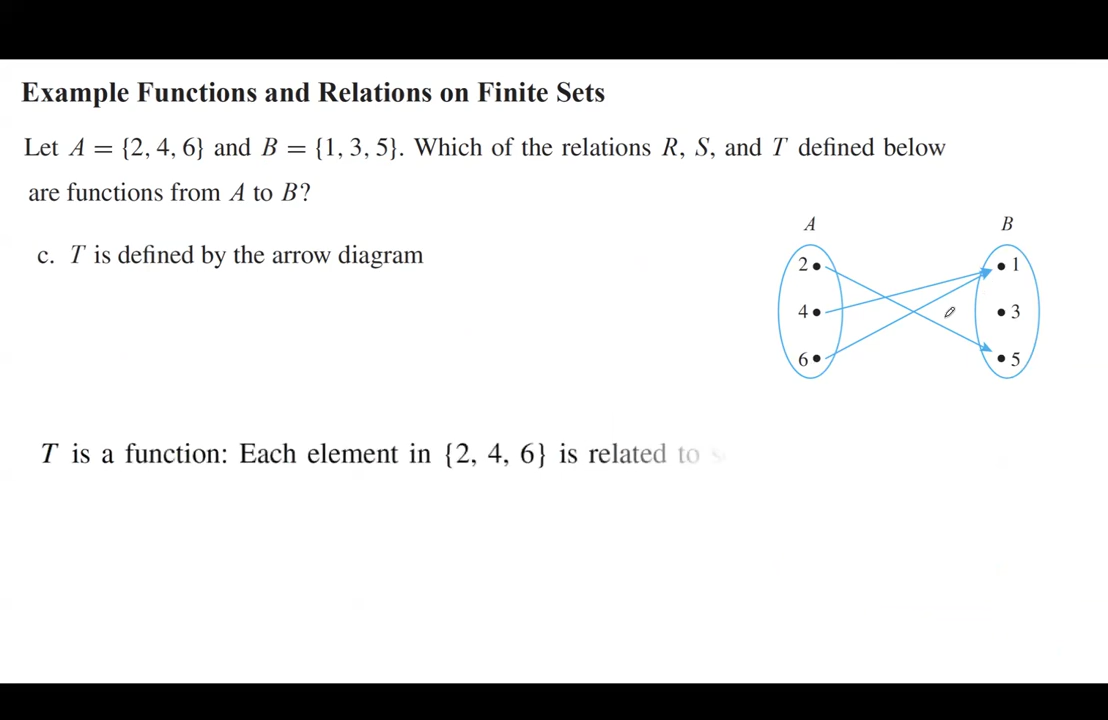 Example Functions and Relations on Finite Sets
Let A = {2, 4, 6} and B = {1, 3, 5}. Which of the relations R, S, and T defined below
are functions from A to B?
A B
c. T is defined by the arrow diagram
2 1
4 3
6 5
T is a function: Each element in {2, 4, 6} is related to